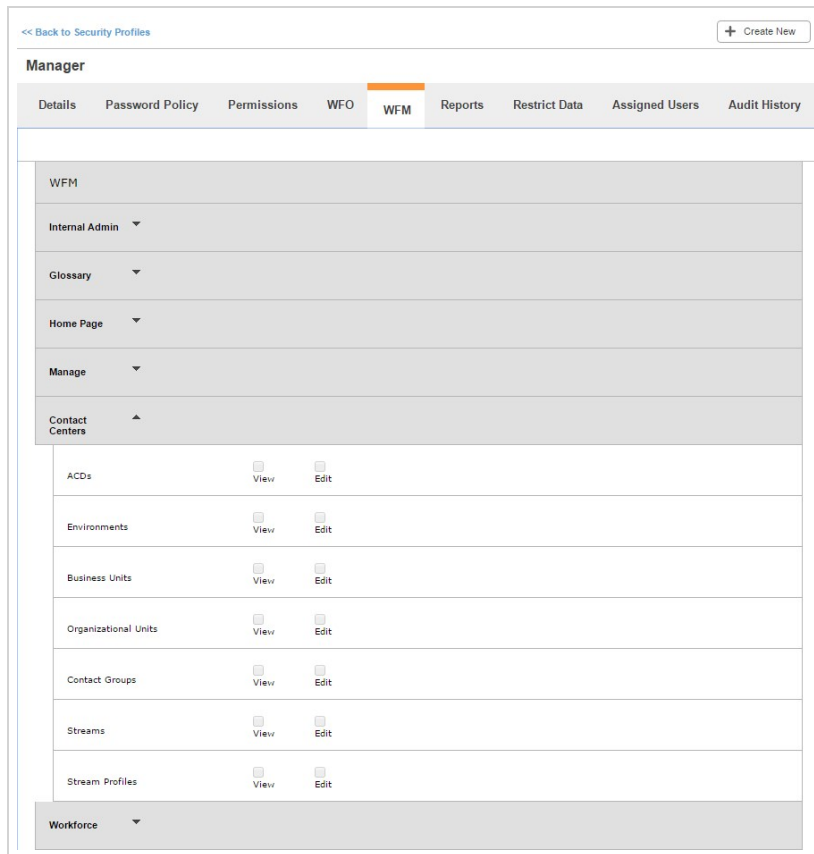 << Back to Security Profiles
+ Create New
Manager
Details Password Policy Permissions WFO WFM Reports Restrict Data Assigned Users Audit History
WFM
Internal Admin
Glossary
Home Page
Manage
Contact
Centers
ACDs View Edit
Environments View Edit
Business Units View Edit
Organizational Units View Edit
Contact Groups View Edit
Streams View Edit
Stream Profiles View Edit
Workforce